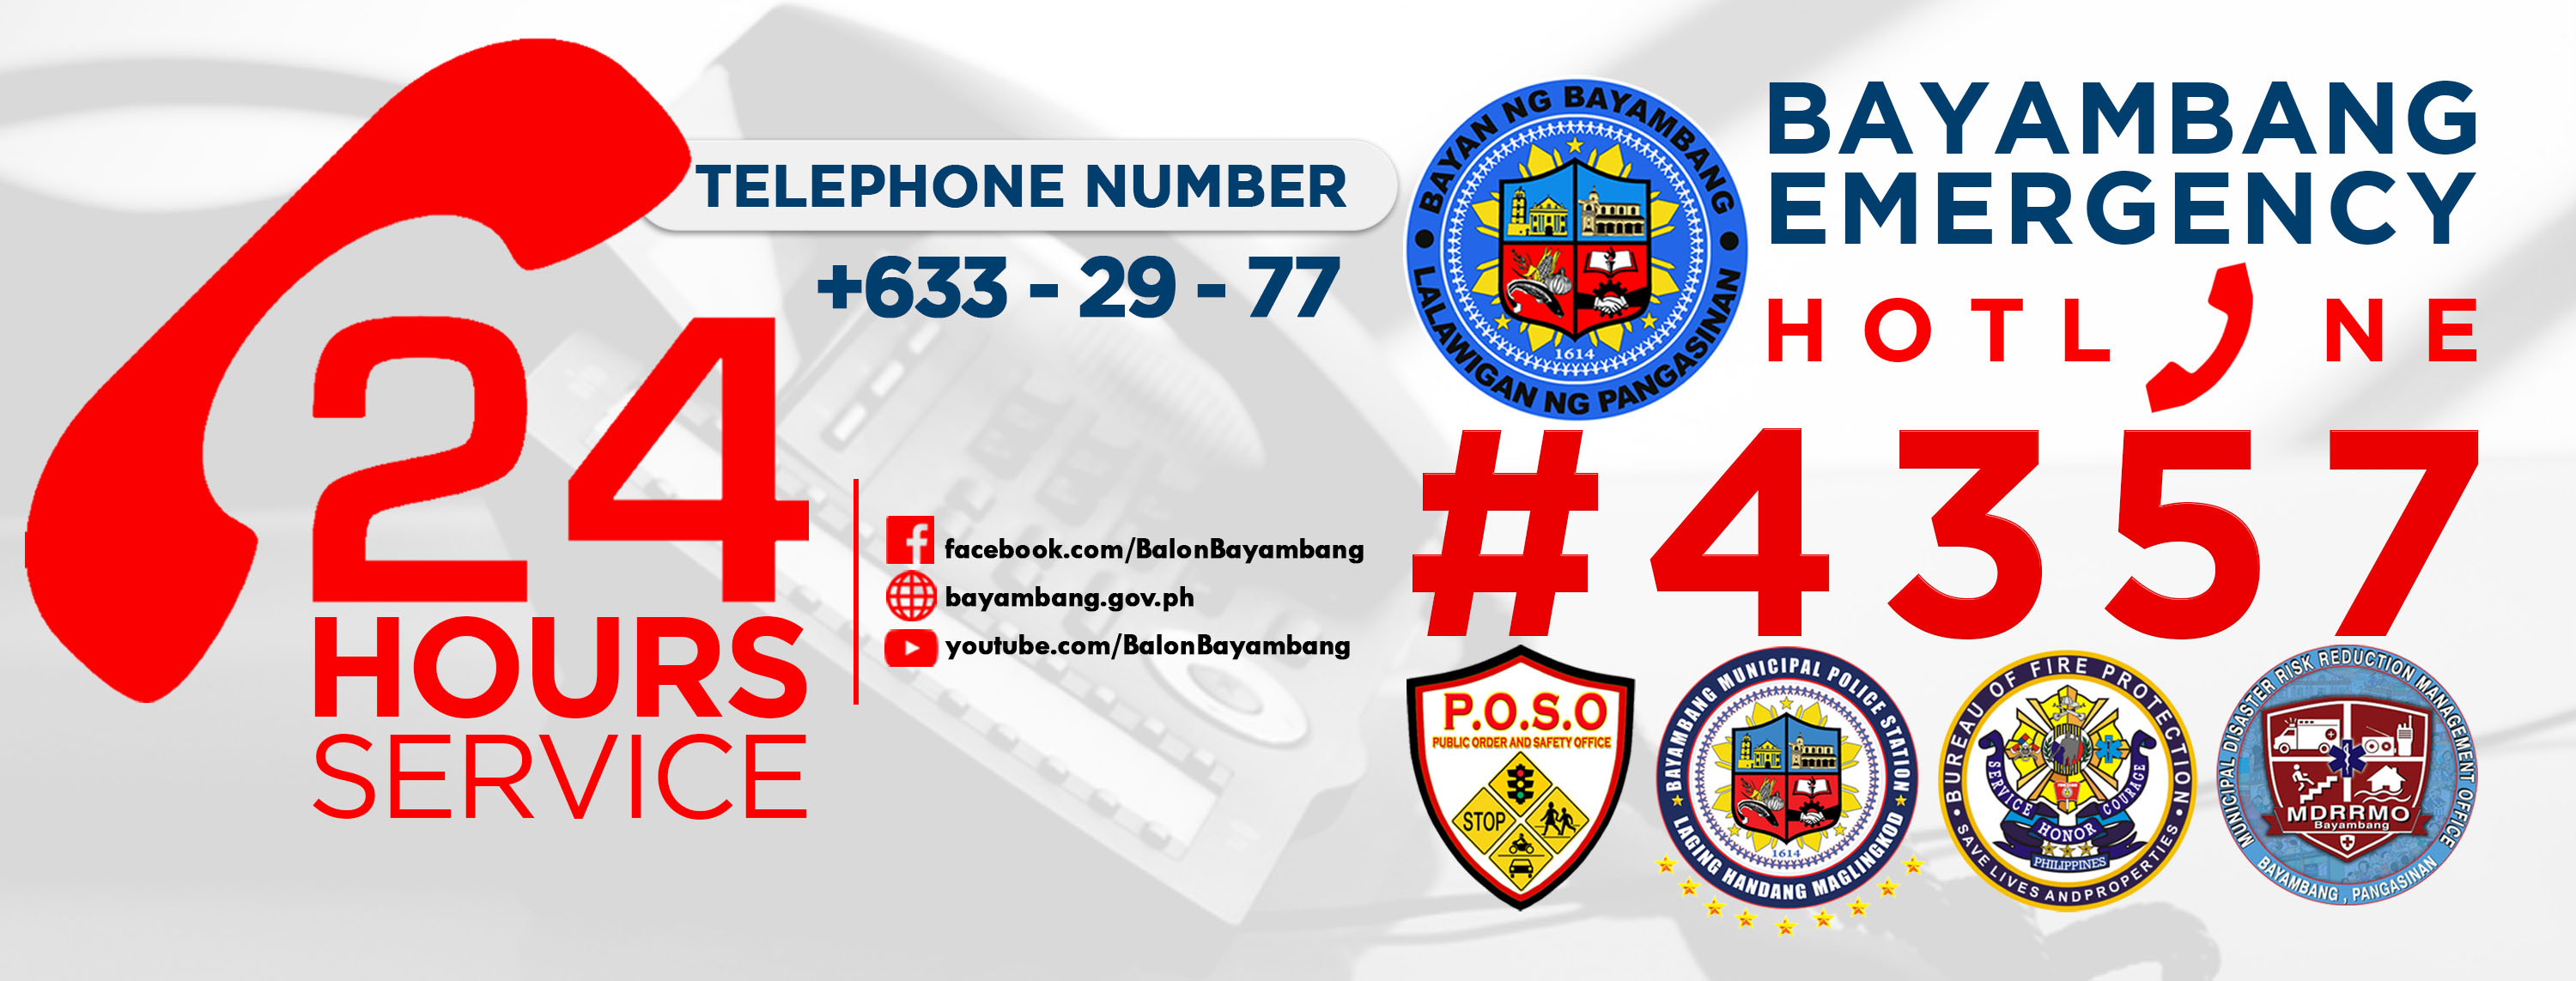 TELEPHONE NUMBER
+633 - 29 - 77
24
HOURS
SERVICE
facebook.com/BalonBayambang
bayambang.gov.ph
youtube.com/BalonBayambang
BAYAN NG BAYAMBANG
LALAWIGAN NG PANGASINAN
1614
BAYAMBANG
EMERGENCY
HOTL NE
#4357
P.O.S.O
PUBLIC ORDER AND SAFETY OFFICE
STOP
BAYAMBANG MUNICIPAL POLICE STATION
LAGING HANDANG MAGLINGKOD
1614
BUREAU OF FIRE PROTECTION
SERVICE
HONOR
COURAGE
PHILIPPINES
SAVE LIVES AND PROPERTIES
MUNICIPAL DISASTER RISK REDUCTION MANAGEMENT OFFICE
MDRRMO
Bayambang
BAYAMBANG, PANGASINAN